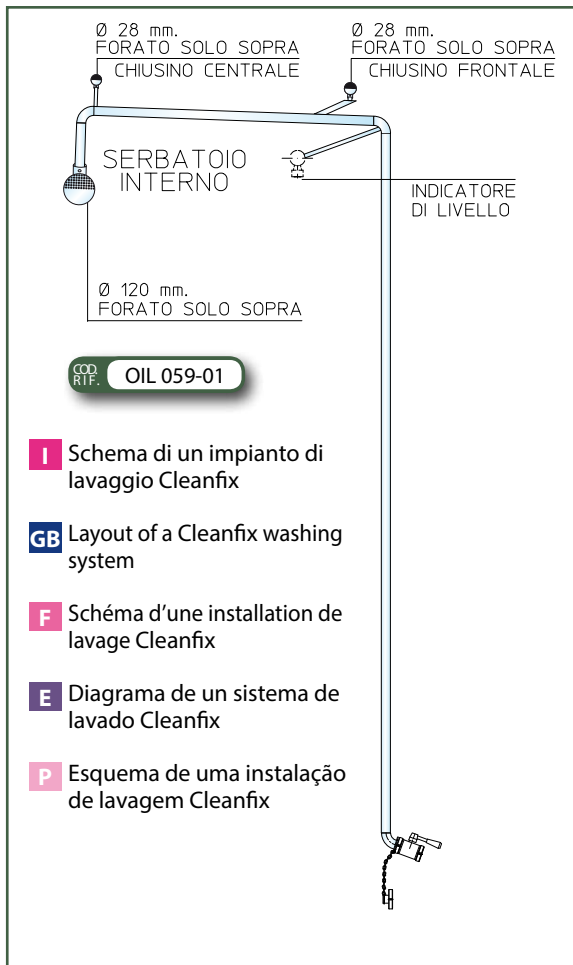 Ø 28 mm.
FORATO SOLO SOPRA
CHIUSINO CENTRALE
Ø 28 mm.
FORATO SOLO SOPRA
CHIUSINO FRONTALE
SERBATOIO
INTERNO
INDICATORE
DI LIVELLO
Ø 120 mm.
FORATO SOLO SOPRA
COD.
RIF.
OIL 059-01
I Schema di un impianto di
lavaggio Cleanfix
GB Layout of a Cleanfix washing
system
F Schéma d’une installation de
lavage Cleanfix
E Diagrama de un sistema de
lavado Cleanfix
P Esquema de uma instalação
de lavagem Cleanfix